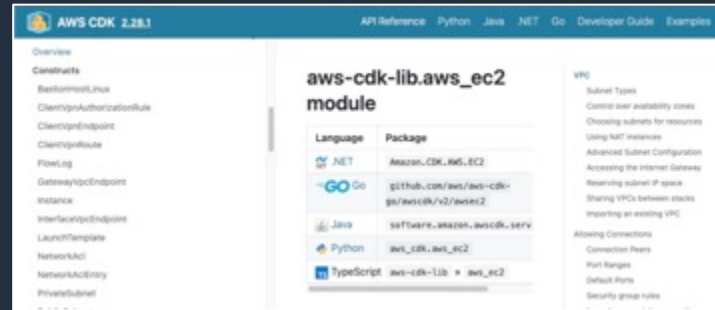 AWS CDK 2.28.1
API Reference Python Java .NET Go Developer Guide Examples
Overview
Constructs
BastionHostLinux
ClientVpnAuthorizationRule
ClientVpnEndpoint
ClientVpnRoute
FlowLog
GatewayVpcEndpoint
Instance
InterfaceVpcEndpoint
LaunchTemplate
NetworkAcl
NetworkAclEntry
PrivateSubnet
aws-cdk-lib.aws_ec2
module
Language Package
.NET Amazon.CDK.AWS.EC2
GO Go github.com/aws/aws-cdk-
go/awscdk/v2/awsec2
Java software.amazon.awscdk.serv
Python aws_cdk.aws_ec2
TS TypeScript aws-cdk-lib » aws_ec2
VPC
Subnet Types
Control over availability zones
Choosing subnets for resources
Using NAT instances
Advanced Subnet Configuration
Accessing the Internet Gateway
Reserving subnet IP space
Sharing VPCs between stacks
Importing an existing VPC
Allowing Connections
Connection Peers
Port Ranges
Default Ports
Security group rules